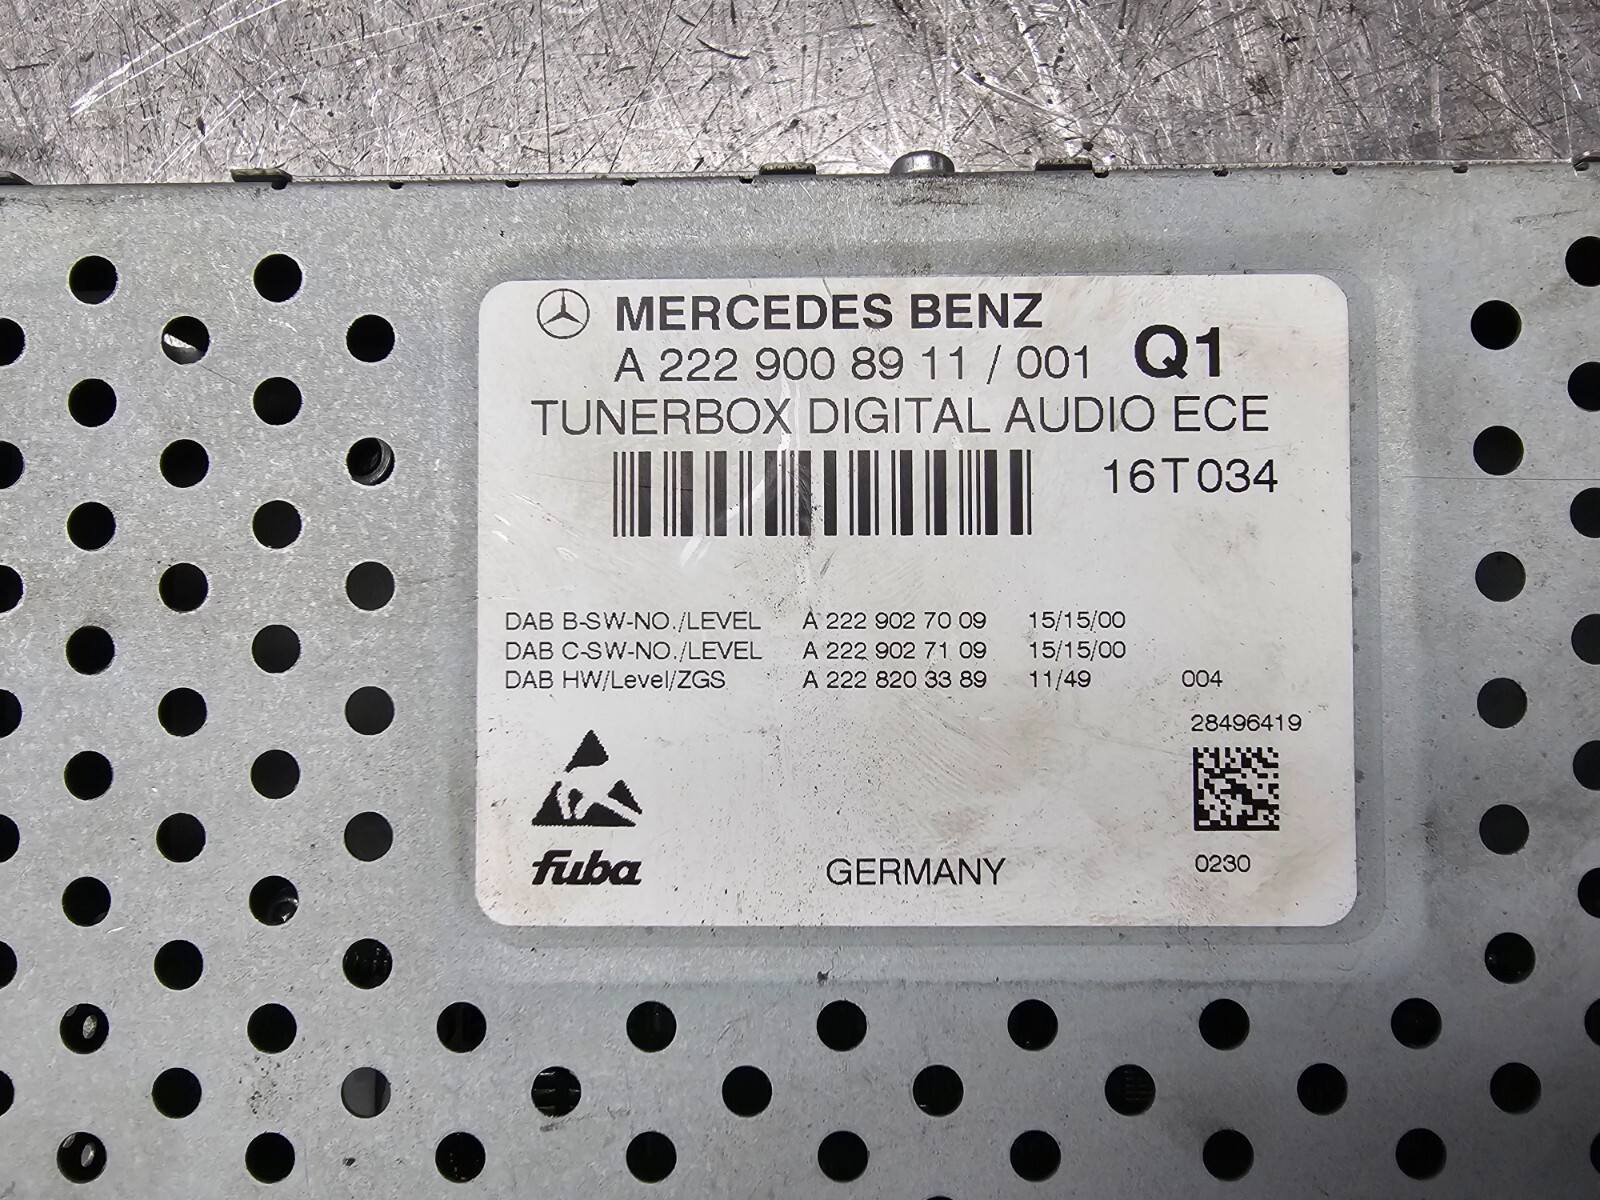 MERCEDES BENZ
A 222 900 89 11 / 001 Q1
TUNERBOX DIGITAL AUDIO ECE
16T034
DAB B-SW-NO./LEVEL A 222 902 70 09 15/15/00
DAB C-SW-NO./LEVEL A 222 902 71 09 15/15/00
DAB HW/Level/ZGS A 222 820 33 89 11/49 004
28496419
fuba GERMANY 0230